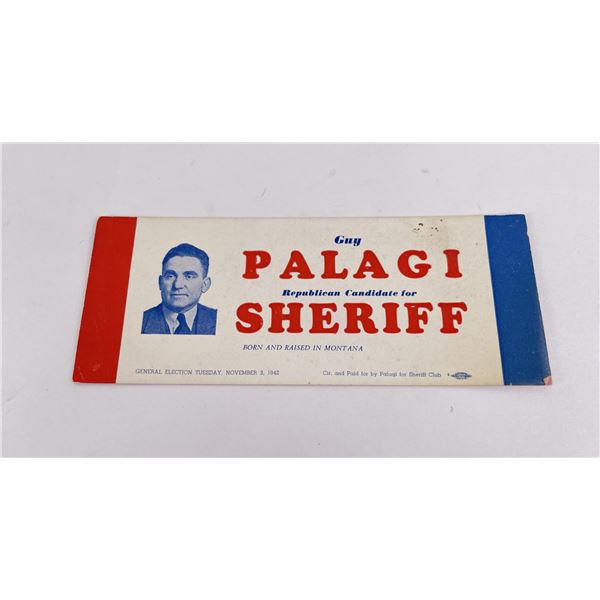 Guy
PALAGI
Republican Candidate for
SHERIFF
BORN AND RAISED IN MONTANA
GENERAL ELECTION TUESDAY, NOVEMBER 3, 1942
Cir. and Paid for by Palagi for Sheriff Club